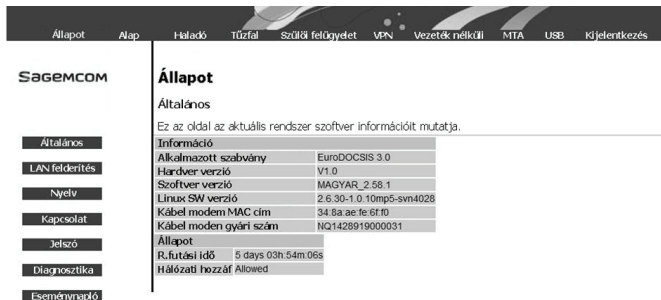 Állapot Alap Haladó Tűzfal Szülői felügyelet VPN Vezeték nélküli MTA USB Kijelentkezés
SAGEMCOM
Állapot
Általános
Ez az oldal az aktuális rendszer szoftver információit mutatja.
Általános
LAN felderítés
Nyelv
Kapcsolat
Jelszó
Diagnosztika
Eseménynapló
Információ
Alkalmazott szabvány EuroDOCSIS 3.0
Hardver verzió V1.0
Szoftver verzió MAGYAR_2.58.1
Linux SW verzió 2.6.30-1.0.10mp5-svn4028
Kábel modem MAC cím 34:8a:ae:fe:6f:f0
Kábel moden gyári szám NQ1428919000031
Állapot
R.futási idő 5 days 03h:54m:06s
Hálózati hozzáf Allowed